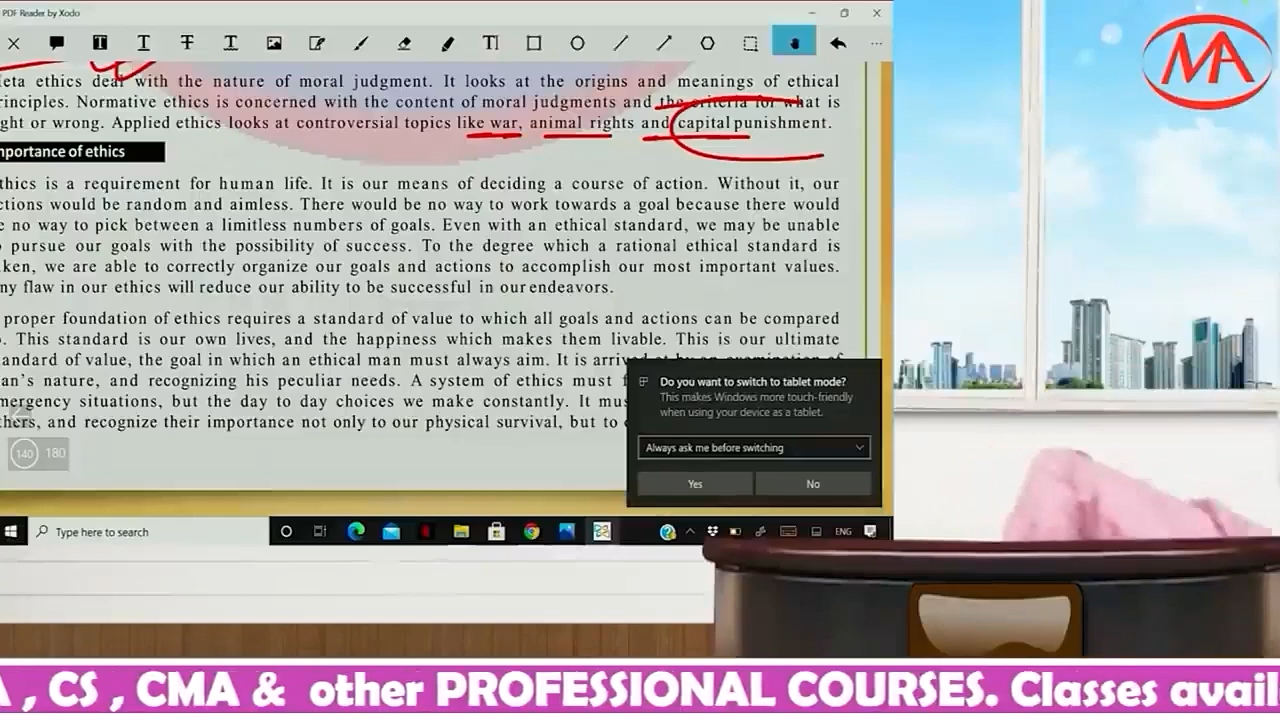 PDF Reader by Xodo
MA
eta ethics deal with the nature of moral judgment. It looks at the origins and meanings of ethical
rinciples. Normative ethics is concerned with the content of moral judgments and the criteria for what is
ght or wrong. Applied ethics looks at controversial topics like war, animal rights and capital punishment.
mportance of ethics
thics is a requirement for human life. It is our means of deciding a course of action. Without it, our
ctions would be random and aimless. There would be no way to work towards a goal because there would
e no way to pick between a limitless numbers of goals. Even with an ethical standard, we may be unable
o pursue our goals with the possibility of success. To the degree which a rational ethical standard is
ken, we are able to correctly organize our goals and actions to accomplish our most important values.
ny flaw in our ethics will reduce our ability to be successful in our endeavors.
proper foundation of ethics requires a standard of value to which all goals and actions can be compared
o. This standard is our own lives, and the happiness which makes them livable. This is our ultimate
andard of value, the goal in which an ethical man must always aim. It is arrived at by an examination of
an's nature, and recognizing his peculiar needs. A system of ethics must f
mergency situations, but the day to day choices we make constantly. It mus
thers, and recognize their importance not only to our physical survival, but to
140 180
Do you want to switch to tablet mode?
This makes Windows more touch-friendly
when using your device as a tablet.
Always ask me before switching
Yes No
Type here to search
ENG
A , CS , CMA & other PROFESSIONAL COURSES. Classes avail